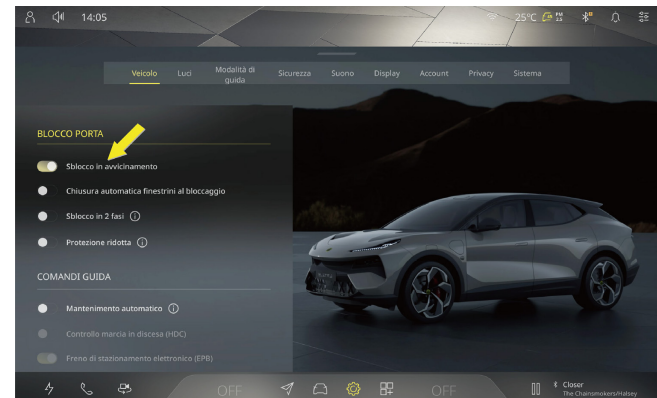 14:05
25°C
Veicolo
Luci
Modalità di
guida
Sicurezza
Suono
Display
Account
Privacy
Sistema
BLOCCO PORTA
Sblocco in avvicinamento
Chiusura automatica finestrini al bloccaggio
Sblocco in 2 fasi
Protezione ridotta
COMANDI GUIDA
Mantenimento automatico
Controllo marcia in discesa (HDC)
Freno di stazionamento elettronico (EPB)
OFF
OFF
Closer
The Chainsmokers/Halsey